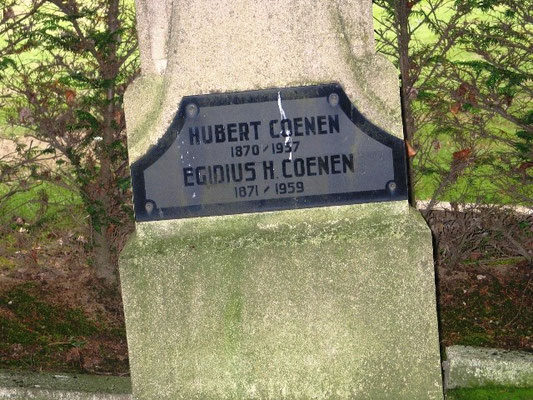 HUBERT COENEN
1870 / 1957
EGIDIUS H. COENEN
1871 / 1959